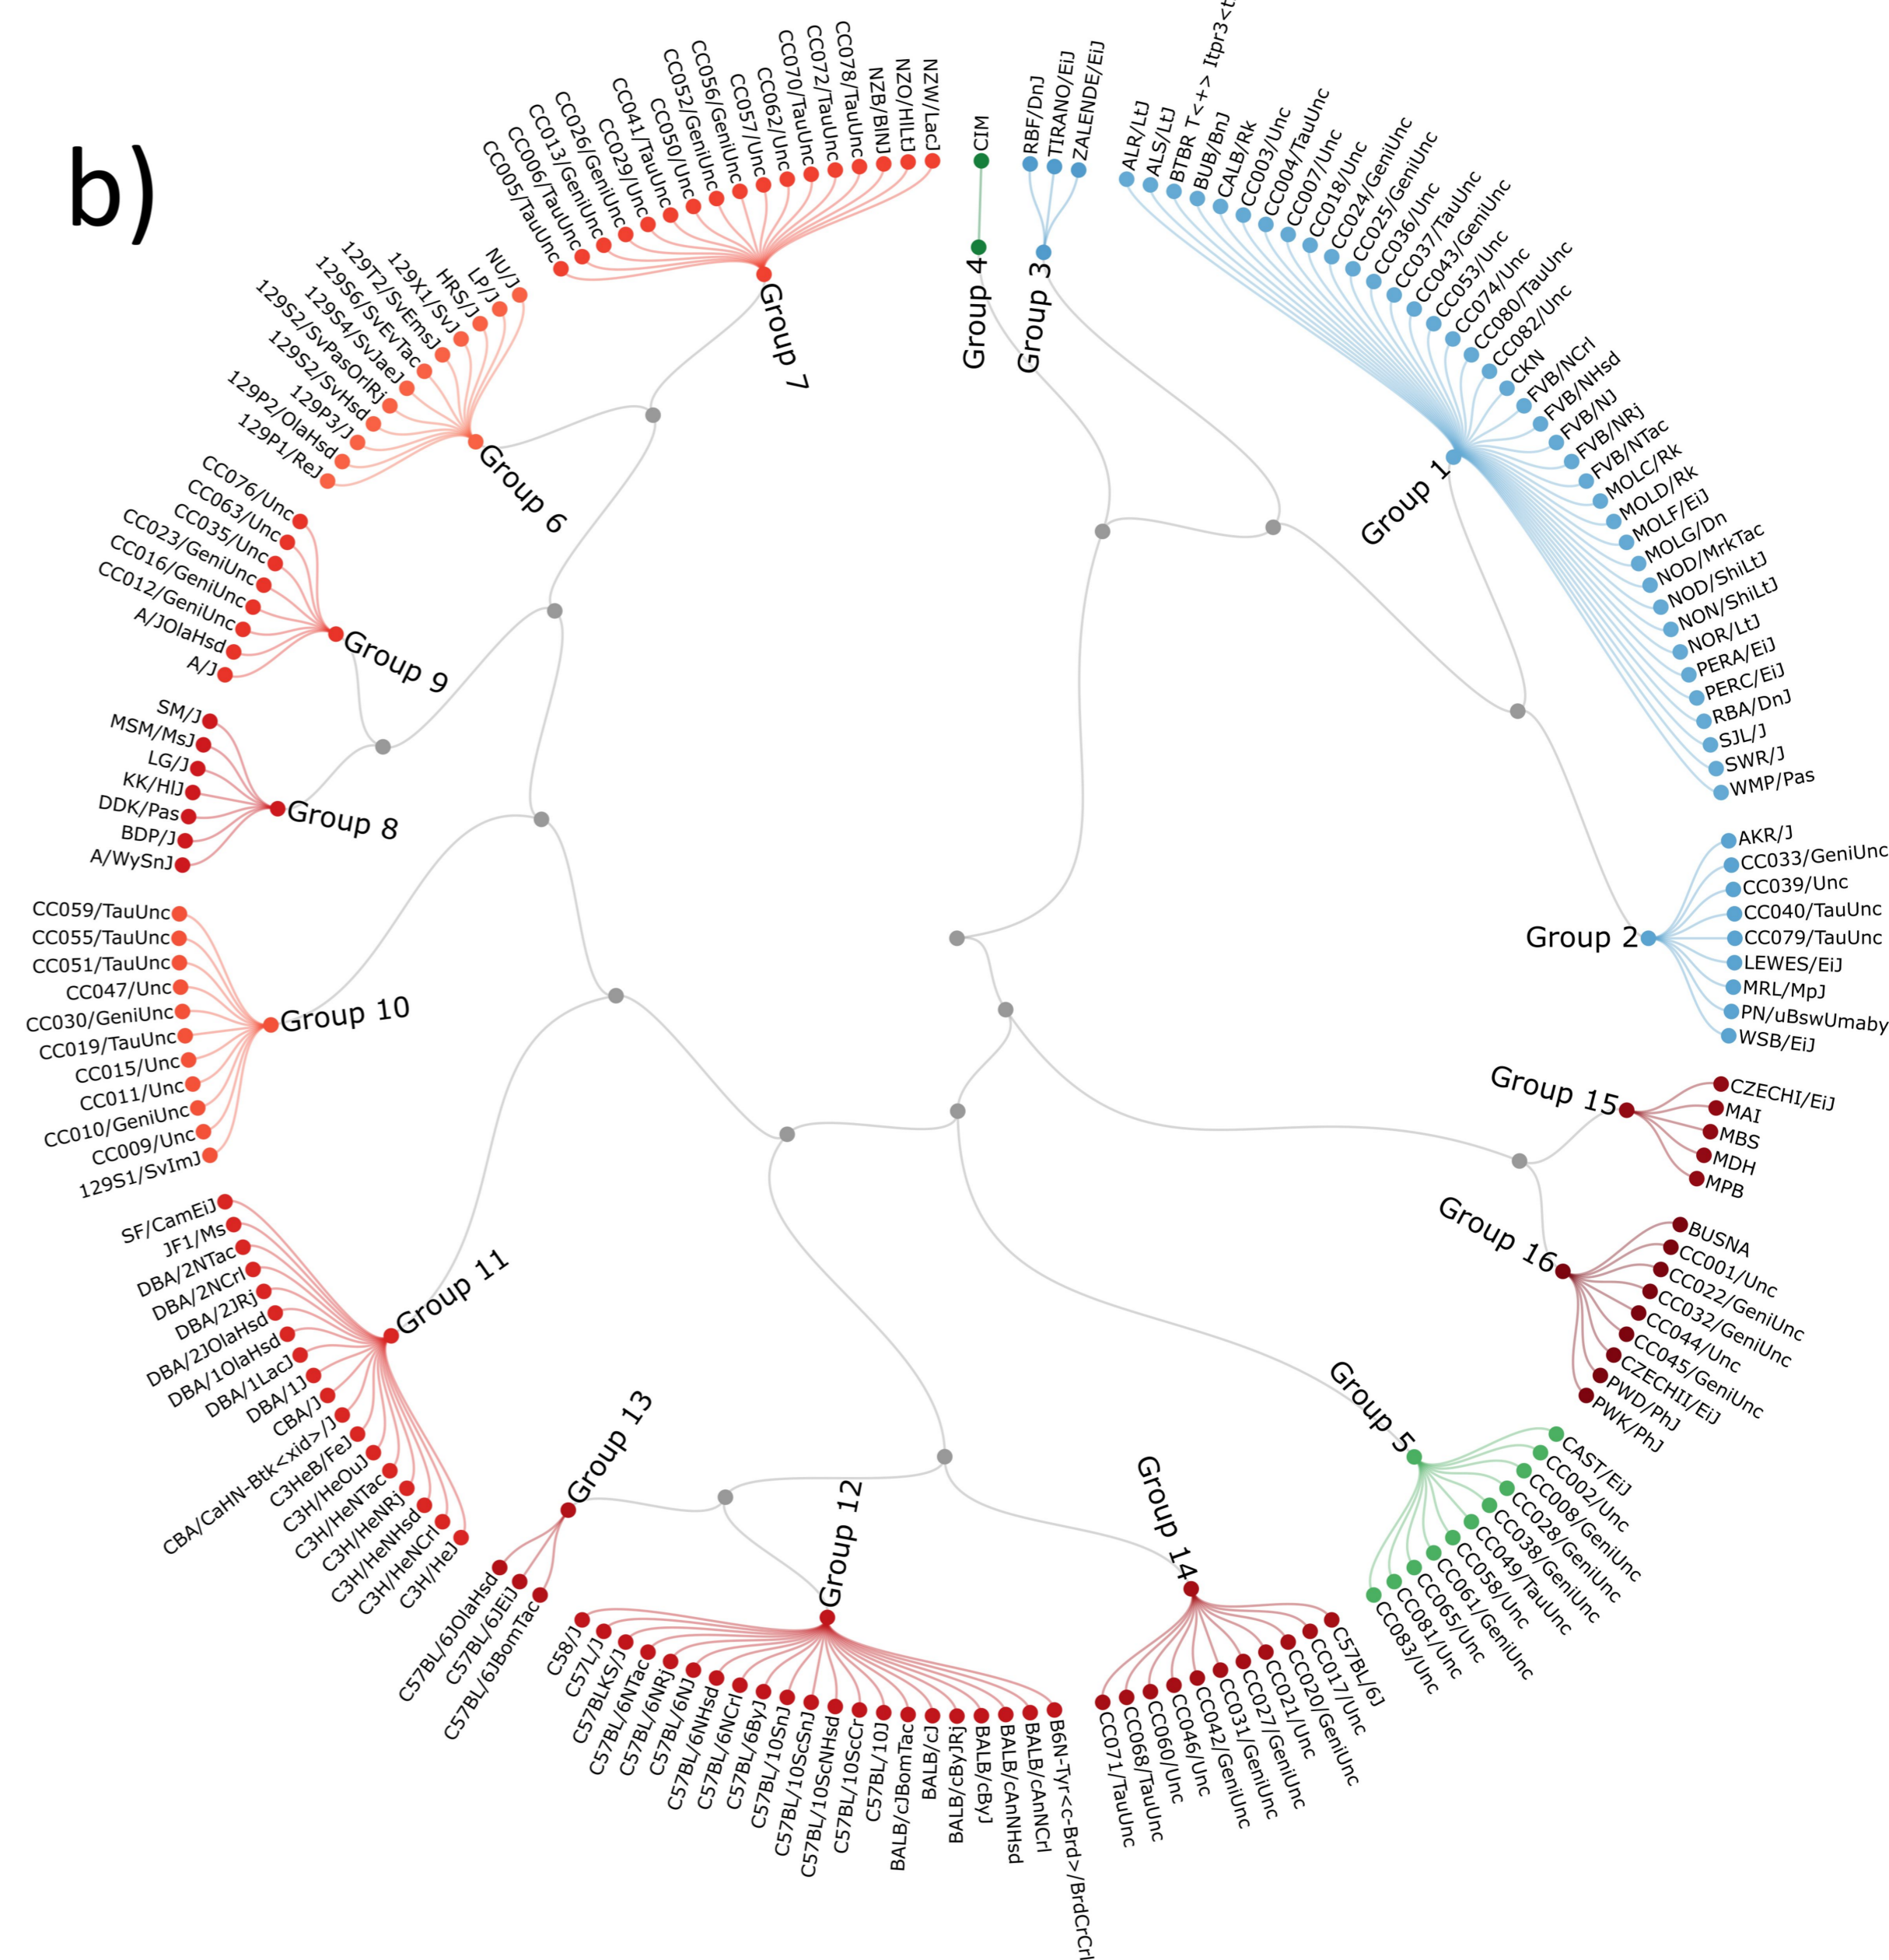 b)
Group 4
CIM
Group 3
RBF/DnJ
TIRANO/EiJ
ZALENDE/EiJ
Group 1
ALR/LtJ
ALS/LtJ
BTBR T<+> Itpr3<t
BUB/BnJ
CALB/Rk
CC003/Unc
CC004/TauUnc
CC007/Unc
CC018/Unc
CC024/GeniUnc
CC025/GeniUnc
CC036/Unc
CC037/TauUnc
CC043/GeniUnc
CC053/Unc
CC074/Unc
CC080/TauUnc
CC082/Unc
CKN
FVB/NCrl
FVB/NHsd
FVB/NJ
FVB/NRj
FVB/NTac
MOLC/Rk
MOLD/Rk
MOLF/EiJ
MOLG/Dn
NOD/MrkTac
NOD/ShiLtJ
NON/ShiLtJ
NOR/LtJ
PERA/EiJ
PERC/EiJ
RBA/DnJ
SJL/J
SWR/J
WMP/Pas
Group 2
AKR/J
CC033/GeniUnc
CC039/Unc
CC040/TauUnc
CC079/TauUnc
LEWES/EiJ
MRL/MpJ
PN/uBswUmaby
WSB/EiJ
Group 15
CZECHI/EiJ
MAI
MBS
MDH
MPB
Group 16
BUSNA
CC001/Unc
CC022/GeniUnc
CC032/GeniUnc
CC044/Unc
CC045/GeniUnc
CZECHII/EiJ
PWD/PhJ
PWK/PhJ
Group 5
CAST/EiJ
CC002/Unc
CC008/GeniUnc
CC028/GeniUnc
CC038/GeniUnc
CC049/TauUnc
CC058/Unc
CC061/GeniUnc
CC065/Unc
CC081/Unc
CC083/Unc
Group 14
C57BL/6J
CC017/Unc
CC020/GeniUnc
CC021/Unc
CC027/GeniUnc
CC031/GeniUnc
CC042/GeniUnc
CC046/Unc
CC060/Unc
CC068/TauUnc
CC071/TauUnc
Group 12
B6N-Tyr<c-Brd>/BrdCrCrl
BALB/cAnNCrl
BALB/cAnNHsd
BALB/cByJ
BALB/cByJRj
BALB/cJ
BALB/cJBomTac
C57BL/10J
C57BL/10ScCr
C57BL/10ScNHsd
C57BL/10ScSnJ
C57BL/10SnJ
C57BL/6ByJ
C57BL/6NCrl
C57BL/6NHsd
C57BL/6NJ
C57BL/6NRj
C57BL/6NTac
C57BLKS/J
C57L/J
C58/J
Group 13
C57BL/6JBomTac
C57BL/6JEiJ
C57BL/6JOlaHsd
Group 11
C3H/HeJ
C3H/HeNCrl
C3H/HeNHsd
C3H/HeNRj
C3H/HeNTac
C3H/HeOuJ
C3HeB/FeJ
CBA/CaHN-Btk<xid>/J
CBA/J
DBA/1J
DBA/1LacJ
DBA/1OlaHsd
DBA/2JOlaHsd
DBA/2JRj
DBA/2NCrl
DBA/2NTac
JF1/Ms
SF/CamEiJ
Group 10
129S1/SvImJ
CC009/Unc
CC010/GeniUnc
CC011/Unc
CC015/Unc
CC019/TauUnc
CC030/GeniUnc
CC047/Unc
CC051/TauUnc
CC055/TauUnc
CC059/TauUnc
Group 8
A/WySnJ
BDP/J
DDK/Pas
KK/HlJ
LG/J
MSM/MsJ
SM/J
Group 9
A/J
A/JOlaHsd
CC012/GeniUnc
CC016/GeniUnc
CC023/GeniUnc
CC035/Unc
CC063/Unc
CC076/Unc
Group 6
129P1/ReJ
129P2/OlaHsd
129P3/J
129S2/SvHsd
129S2/SvPasOrlRj
129S4/SvJaeJ
129S6/SvEvTac
129T2/SvEmsJ
129X1/SvJ
HRS/J
LP/J
NU/J
Group 7
CC005/TauUnc
CC006/TauUnc
CC013/GeniUnc
CC026/GeniUnc
CC029/Unc
CC041/TauUnc
CC050/Unc
CC052/GeniUnc
CC056/GeniUnc
CC057/Unc
CC062/Unc
CC070/TauUnc
CC072/TauUnc
CC078/TauUnc
NZB/BlNJ
NZO/HlLtJ
NZW/LacJ